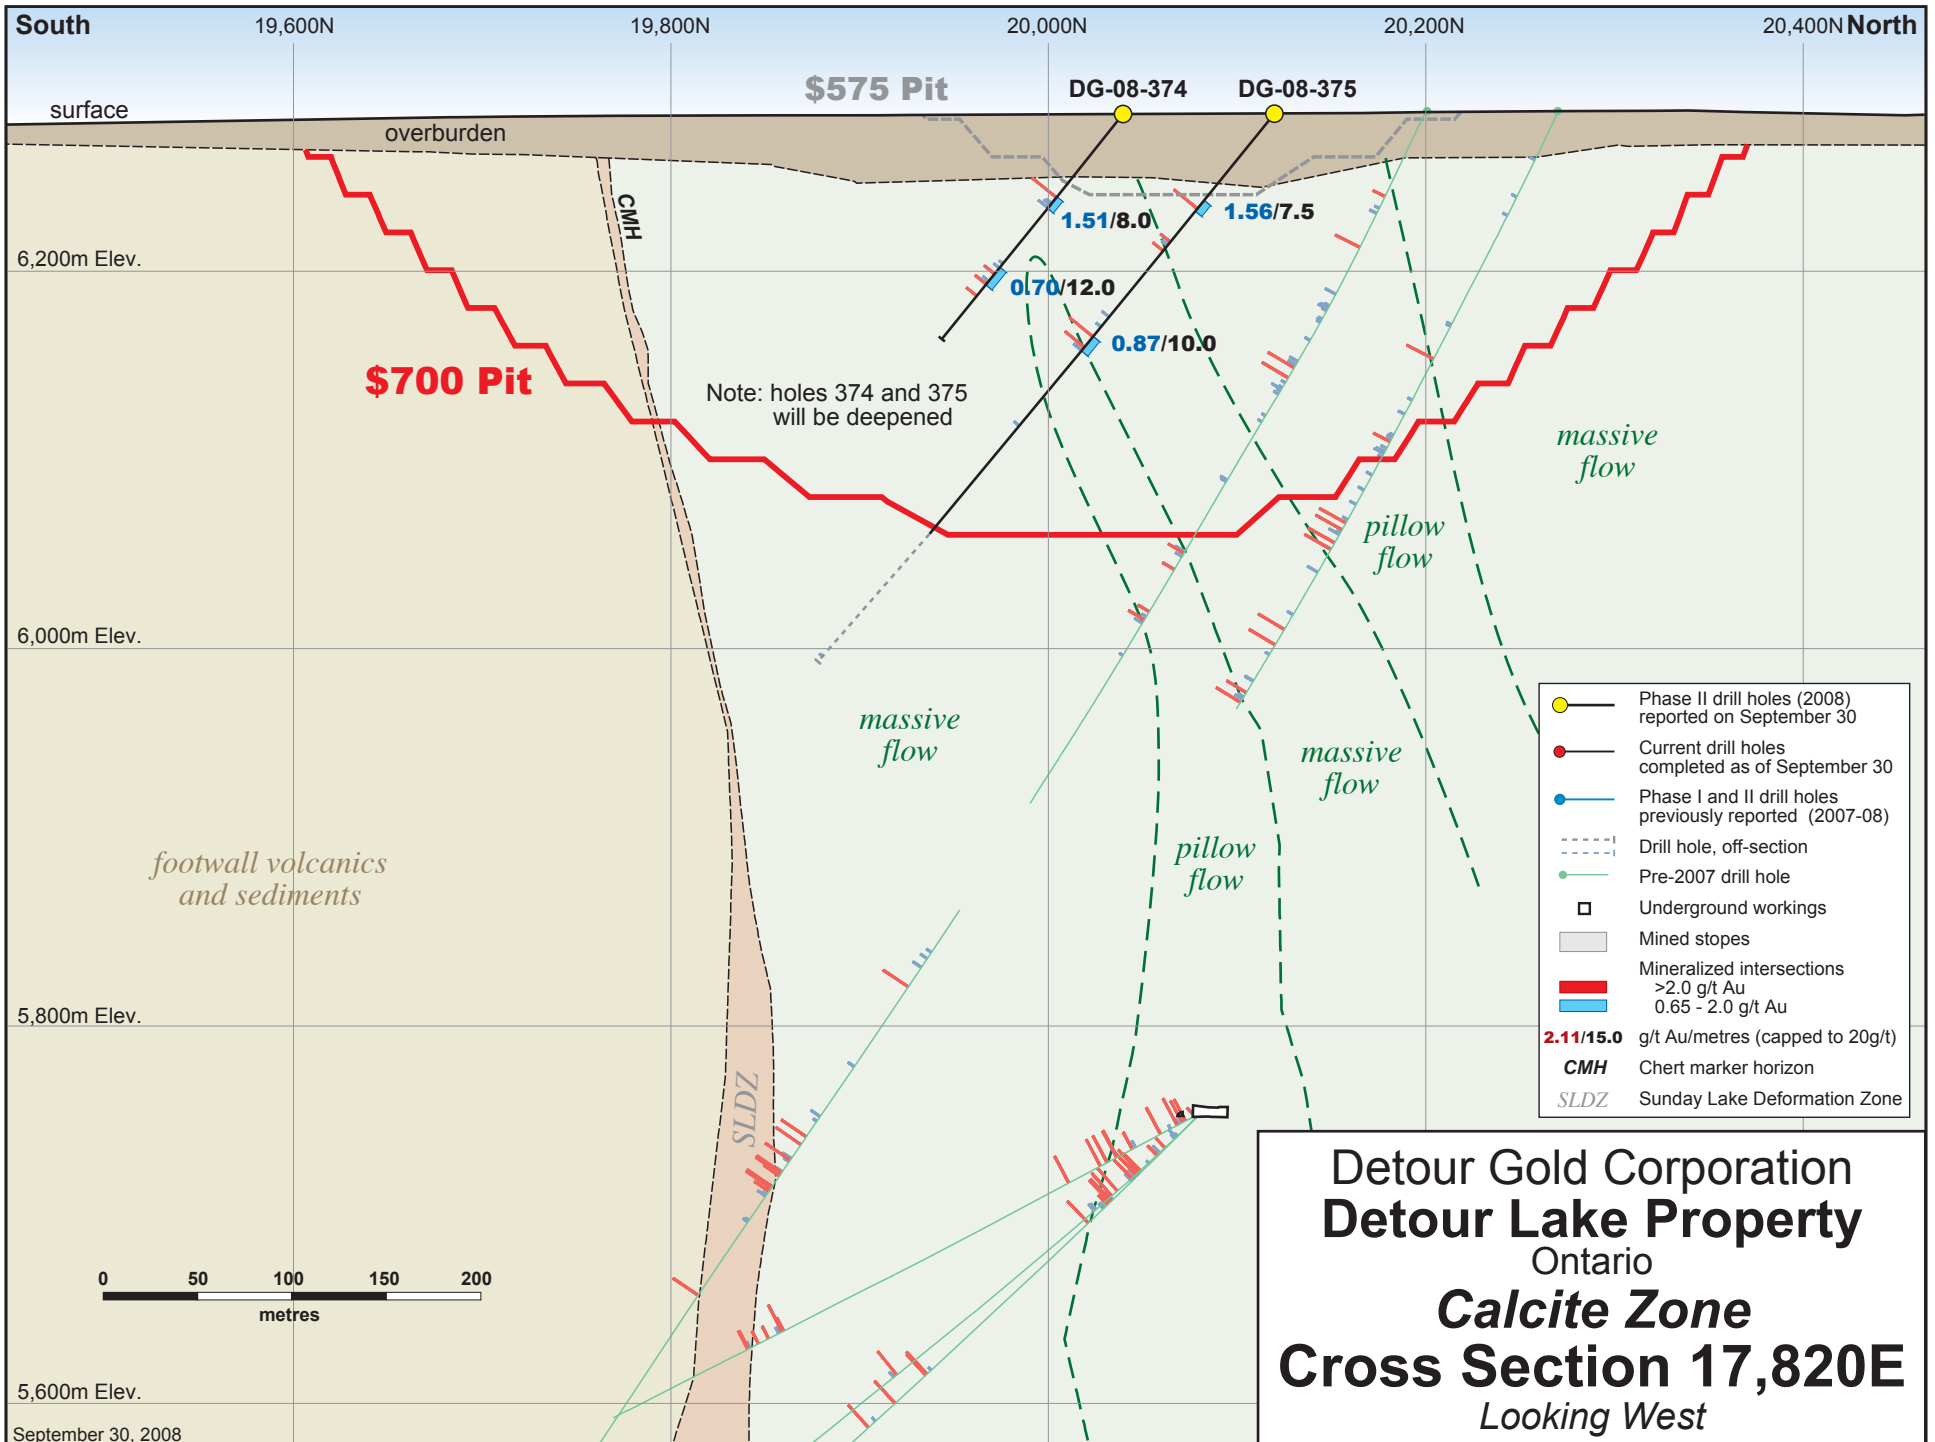 South
19,600N
19,800N
20,000N
20,200N
20,400N
North
$575 Pit
DG-08-374
DG-08-375
surface
overburden
CMH
1.51/8.0
1.56/7.5
6,200m Elev.
0.70/12.0
0.87/10.0
$700 Pit
Note: holes 374 and 375
will be deepened
massive
flow
pillow
flow
6,000m Elev.
massive
flow
massive
flow
pillow
flow
footwall volcanics
and sediments
5,800m Elev.
SLDZ
Phase II drill holes (2008)
reported on September 30
Current drill holes
completed as of September 30
Phase I and II drill holes
previously reported (2007-08)
Drill hole, off-section
Pre-2007 drill hole
Underground workings
Mined stopes
Mineralized intersections
>2.0 g/t Au
0.65 - 2.0 g/t Au
2.11/15.0 g/t Au/metres (capped to 20g/t)
CMH Chert marker horizon
SLDZ Sunday Lake Deformation Zone
0 50 100 150 200
metres
5,600m Elev.
September 30, 2008
Detour Gold Corporation
Detour Lake Property
Ontario
Calcite Zone
Cross Section 17,820E
Looking West